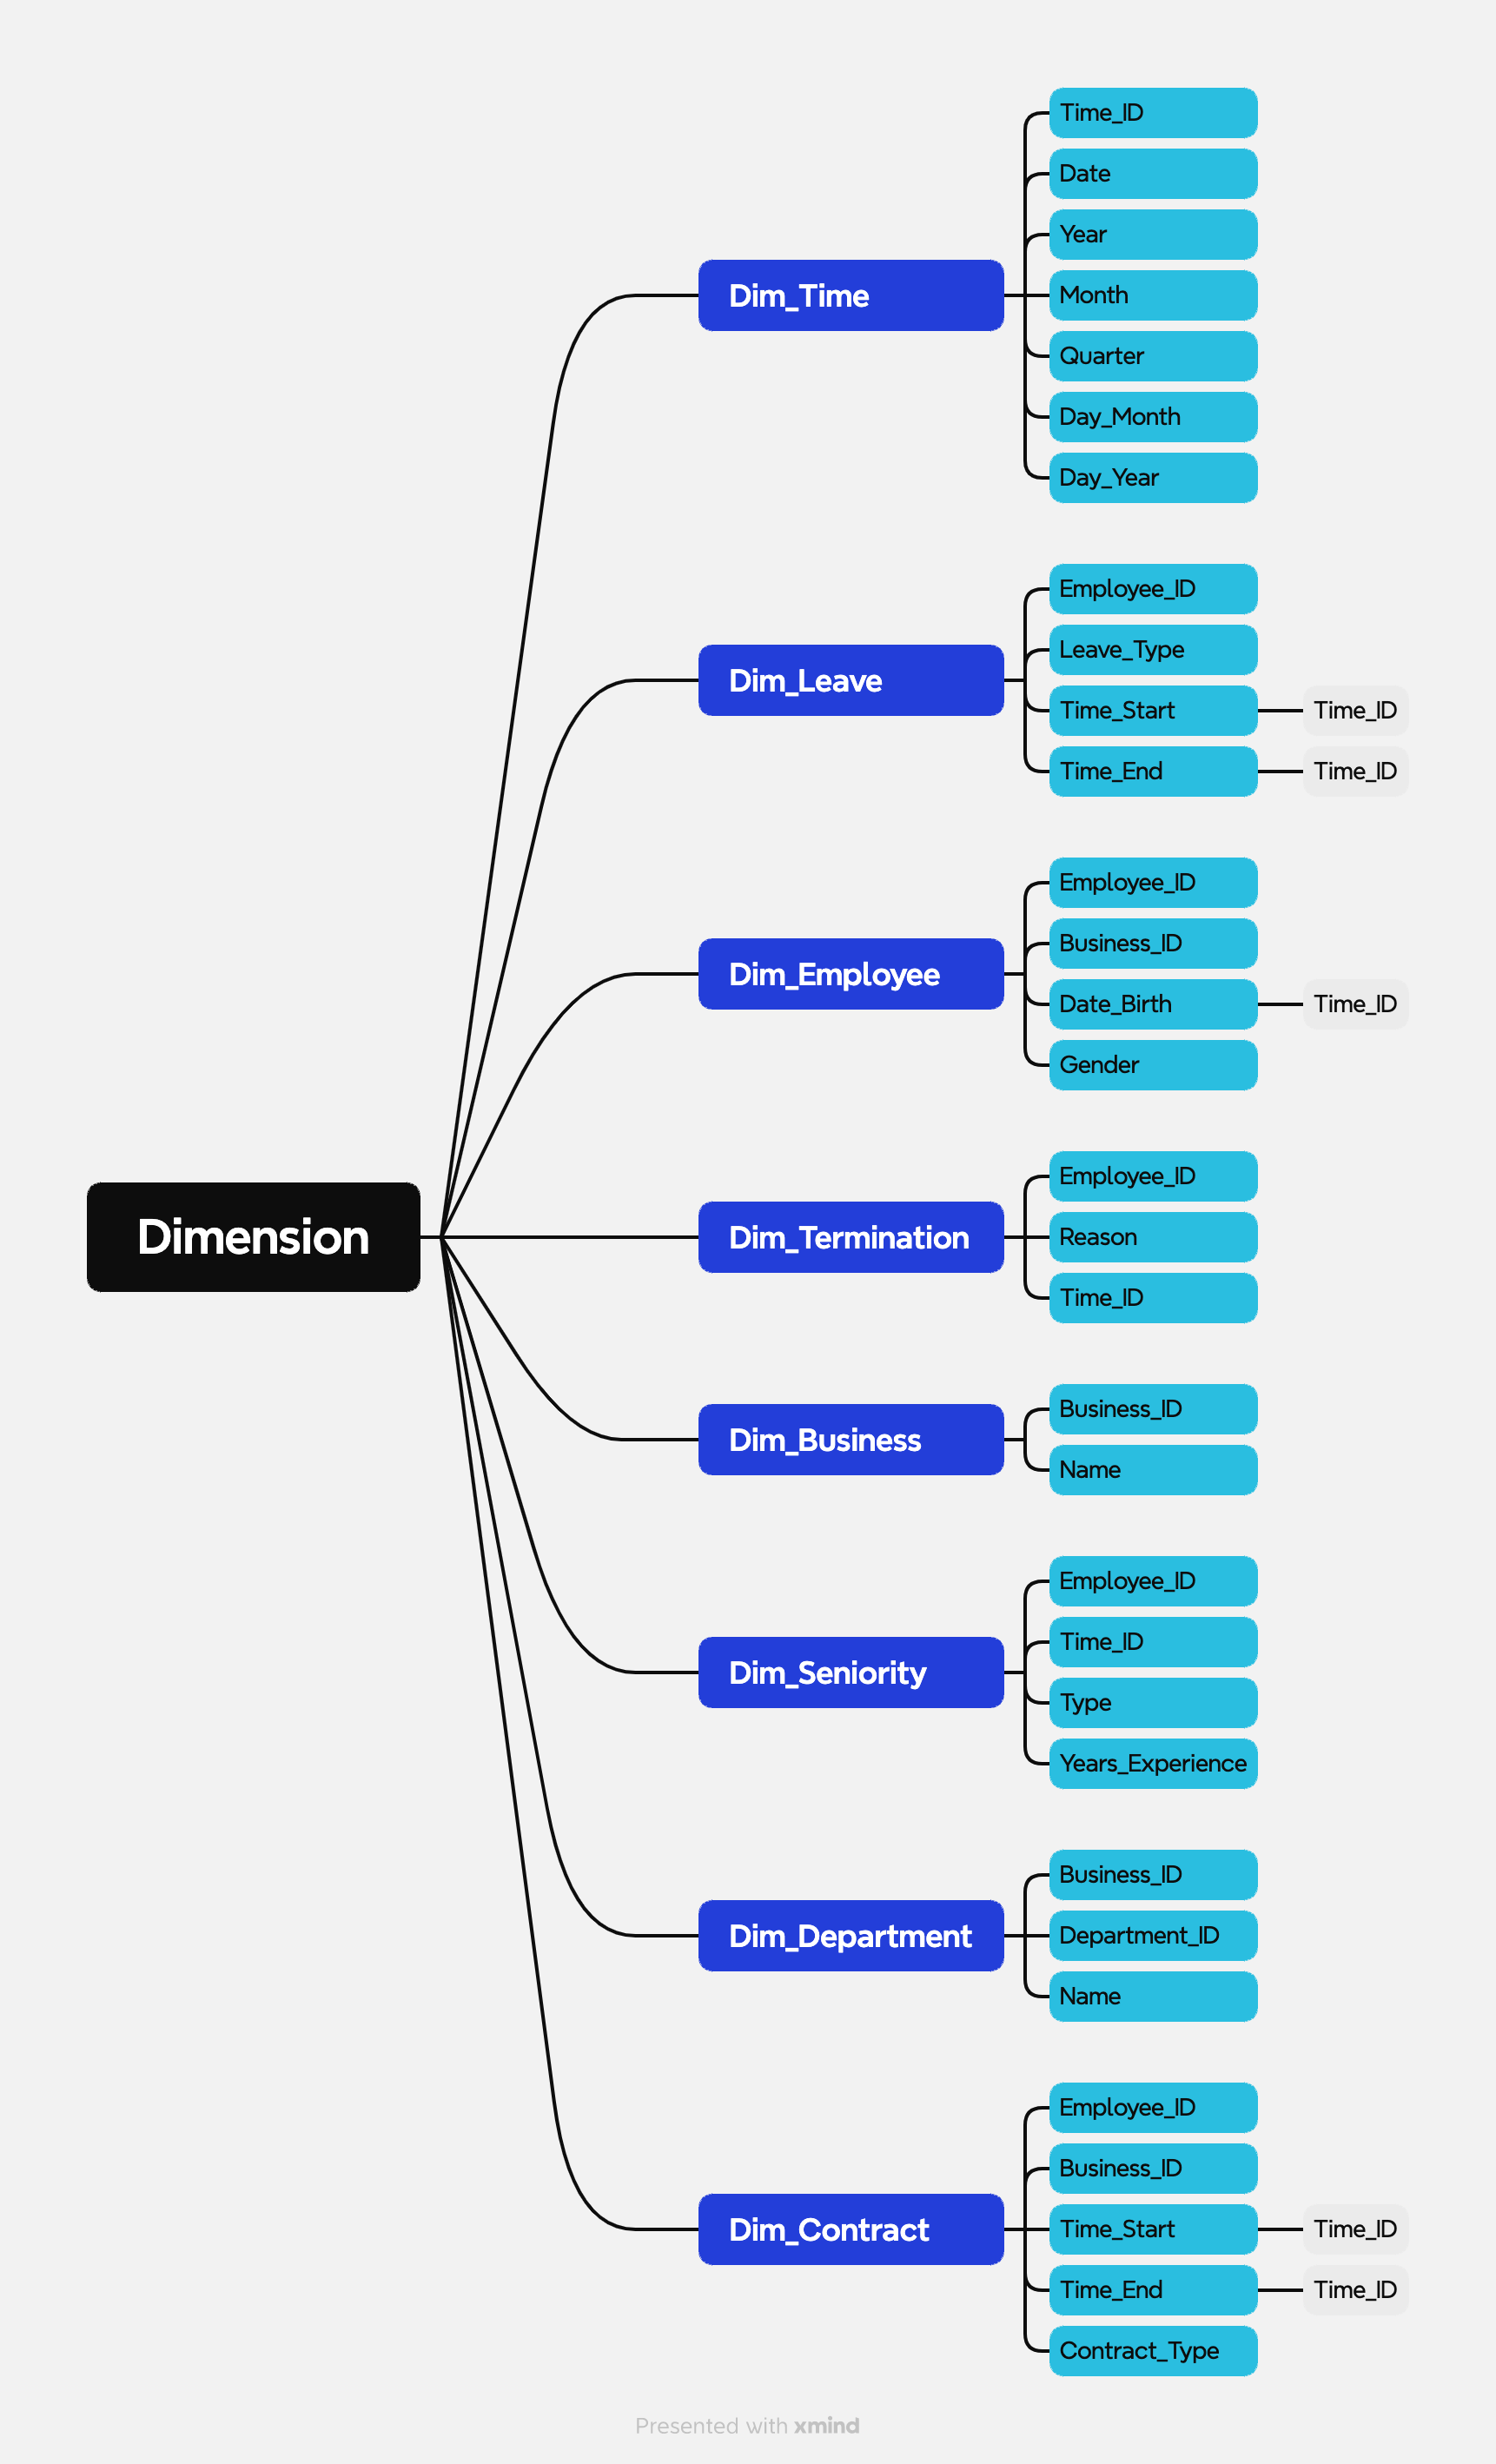 Dimension
Dim_Time
Time_ID
Date
Year
Month
Quarter
Day_Month
Day_Year
Dim_Leave
Employee_ID
Leave_Type
Time_Start
Time_ID
Time_End
Time_ID
Dim_Employee
Employee_ID
Business_ID
Date_Birth
Time_ID
Gender
Dim_Termination
Employee_ID
Reason
Time_ID
Dim_Business
Business_ID
Name
Dim_Seniority
Employee_ID
Time_ID
Type
Years_Experience
Dim_Department
Business_ID
Department_ID
Name
Dim_Contract
Employee_ID
Business_ID
Time_Start
Time_ID
Time_End
Time_ID
Contract_Type
Presented with xmind